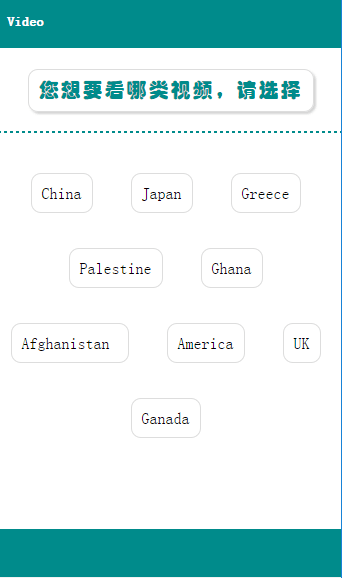 Video
您想要看哪类视频，请选择
China Japan Greece
Palestine Ghana
Afghanistan America UK
Ganada